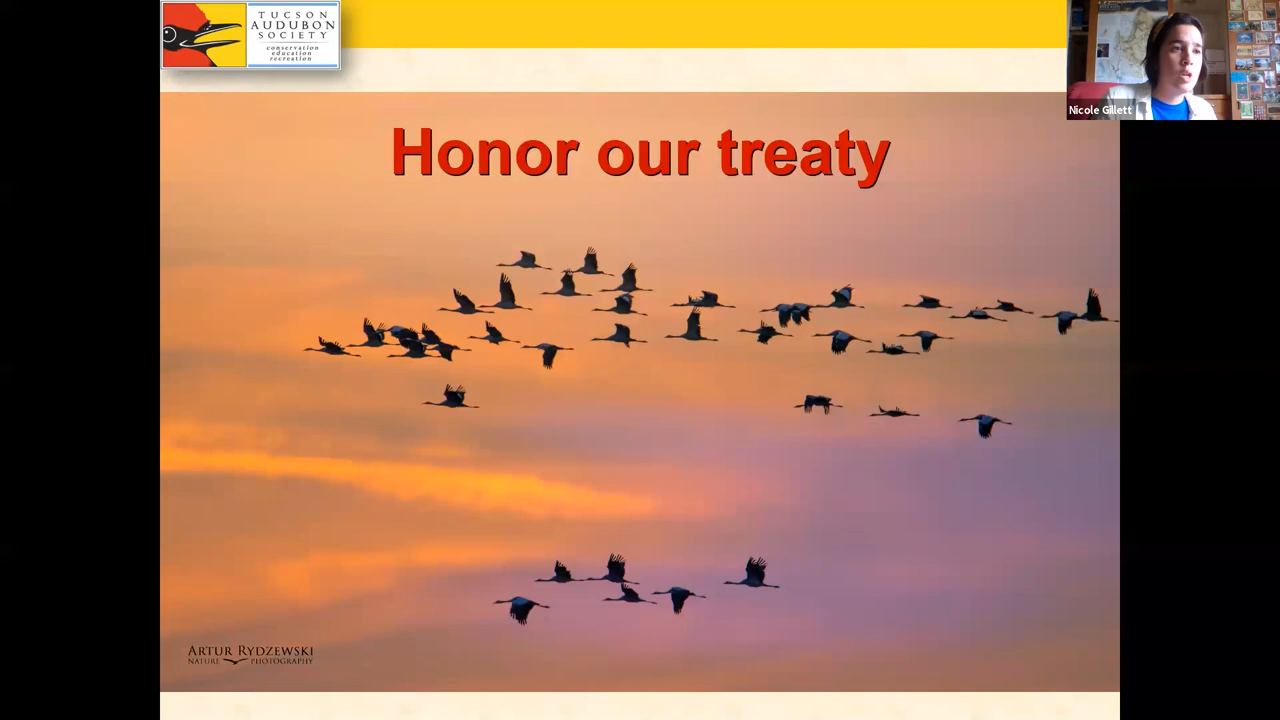 TUCSON
AUDUBON
SOCIETY
conservation
education
recreation
Nicole Gillett
Honor our treaty
ARTUR RYDZEWSKI
NATURE PHOTOGRAPHY